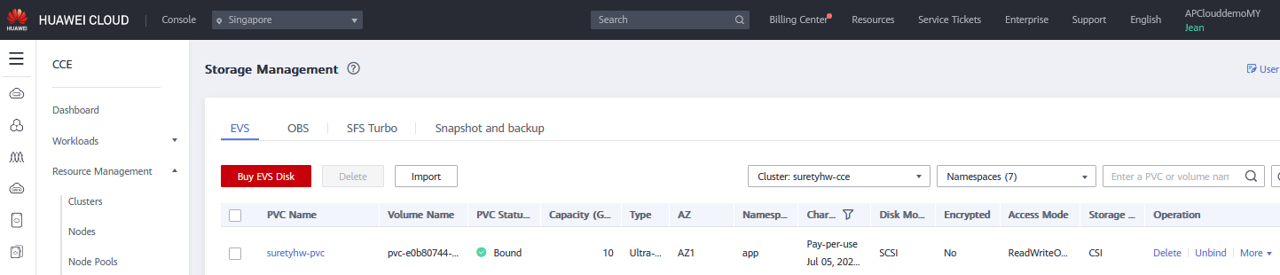 HUAWEI
HUAWEI CLOUD
Console
Singapore
Search
Billing Center
Resources
Service Tickets
Enterprise
Support
English
APClouddemoMY
Jean
CCE
Dashboard
Workloads
Resource Management
Clusters
Nodes
Node Pools
Storage Management ?
User
EVS OBS SFS Turbo Snapshot and backup
Buy EVS Disk Delete Import Cluster: suretyhw-cce Namespaces (7) Enter a PVC or volume nam
PVC Name Volume Name PVC Statu... Capacity (G... Type AZ Namesp... Char... Disk Mo... Encrypted Access Mode Storage ... Operation
suretyhw-pvc pvc-e0b80744-... Bound 10 Ultra-... AZ1 app Pay-per-use SCSI No ReadWriteO... CSI Delete Unbind More
Jul 05, 202...